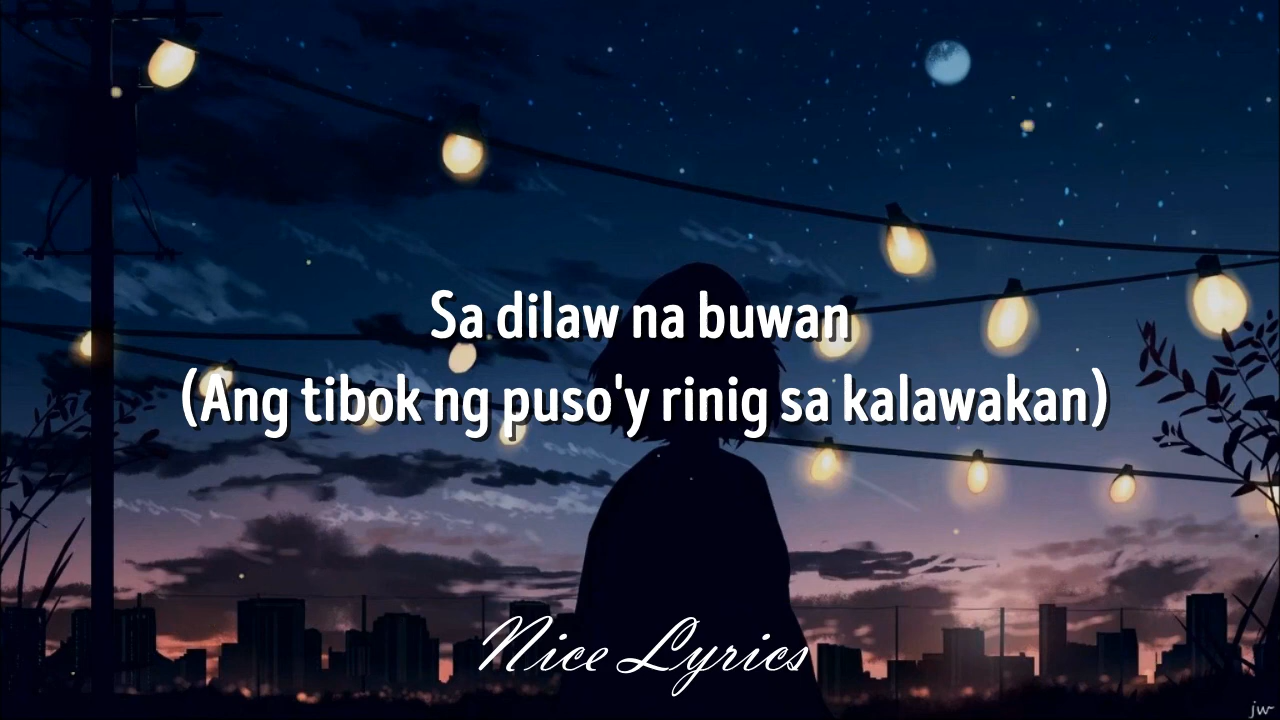 Sa dilaw na buwan
(Ang tibok ng puso'y rinig sa kalawakan)
Nice Lyrics
jw